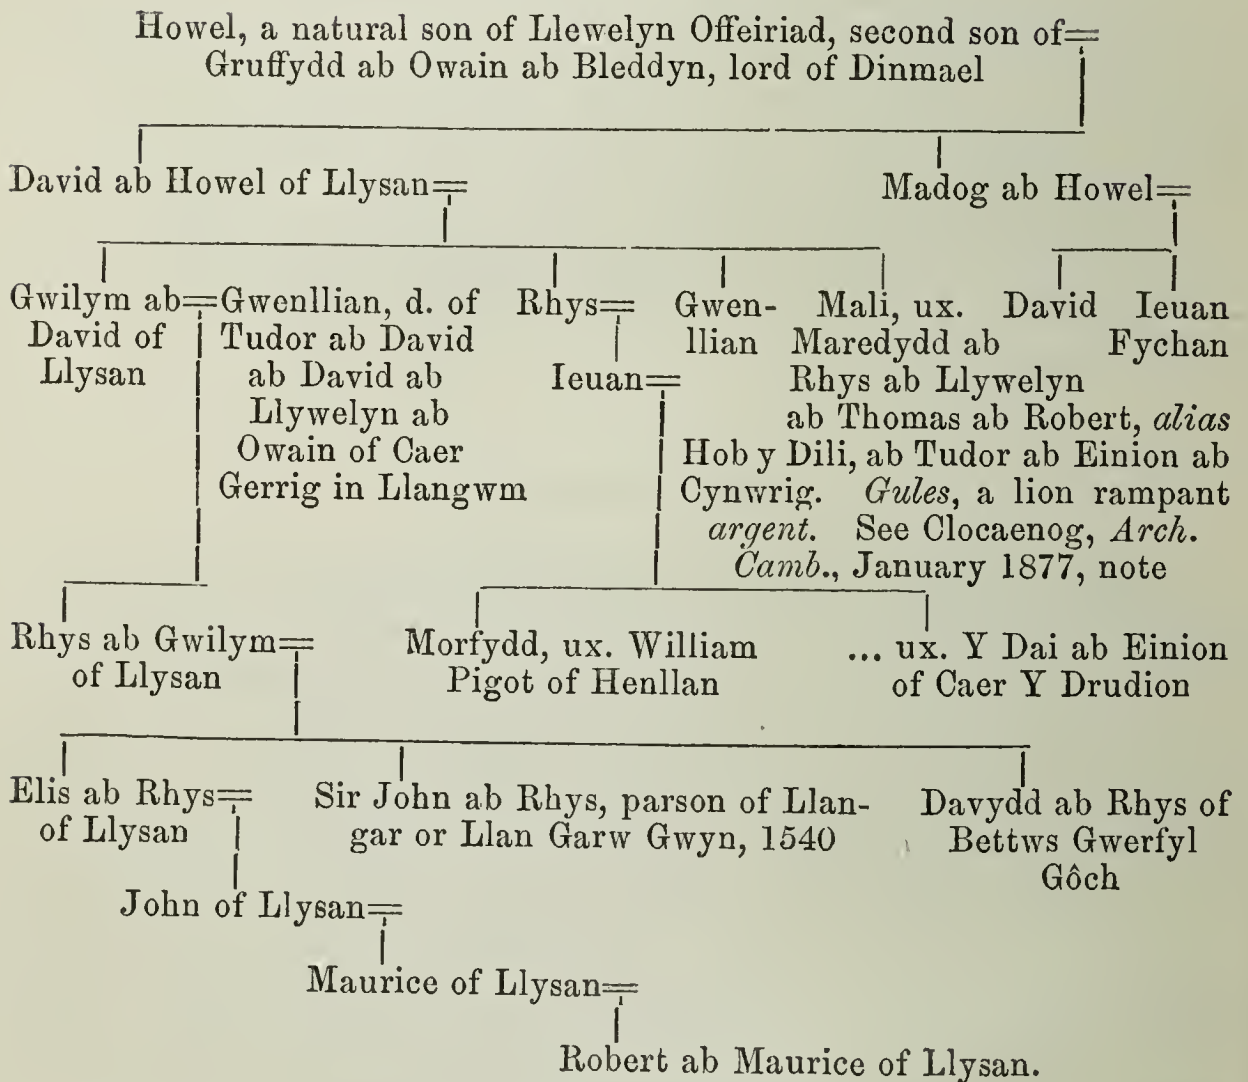 Howel, a natural son of Llewelyn Offeiriad, second son of=
Gruffydd ab Owain ab Bleddyn, lord of Dinmael
David ab Howel of Llysan=
Madog ab Howel=
Gwilym ab=
David of
Llysan
Gwenllian, d. of
Tudor ab David
ab David ab
Llywelyn ab
Owain of Caer
Gerrig in Llangwm
Rhys=
Ieuan=
Gwen-
llian
Mali, ux.
Maredydd ab
Rhys ab Llywelyn
ab Thomas ab Robert, alias
Hob y Dili, ab Tudor ab Einion ab
Cynwrig. Gules, a lion rampant
argent. See Clocaenog, Arch.
Camb., January 1877, note
David
Ieuan
Fychan
Rhys ab Gwilym=
of Llysan
Morfydd, ux. William
Pigot of Henllan
... ux. Y Dai ab Einion
of Caer Y Drudion
Elis ab Rhys=
of Llysan
Sir John ab Rhys, parson of Llan-
gar or Llan Garw Gwyn, 1540
Davydd ab Rhys of
Bettws Gwerfyl
Gôch
John of Llysan=
Maurice of Llysan=
Robert ab Maurice of Llysan.